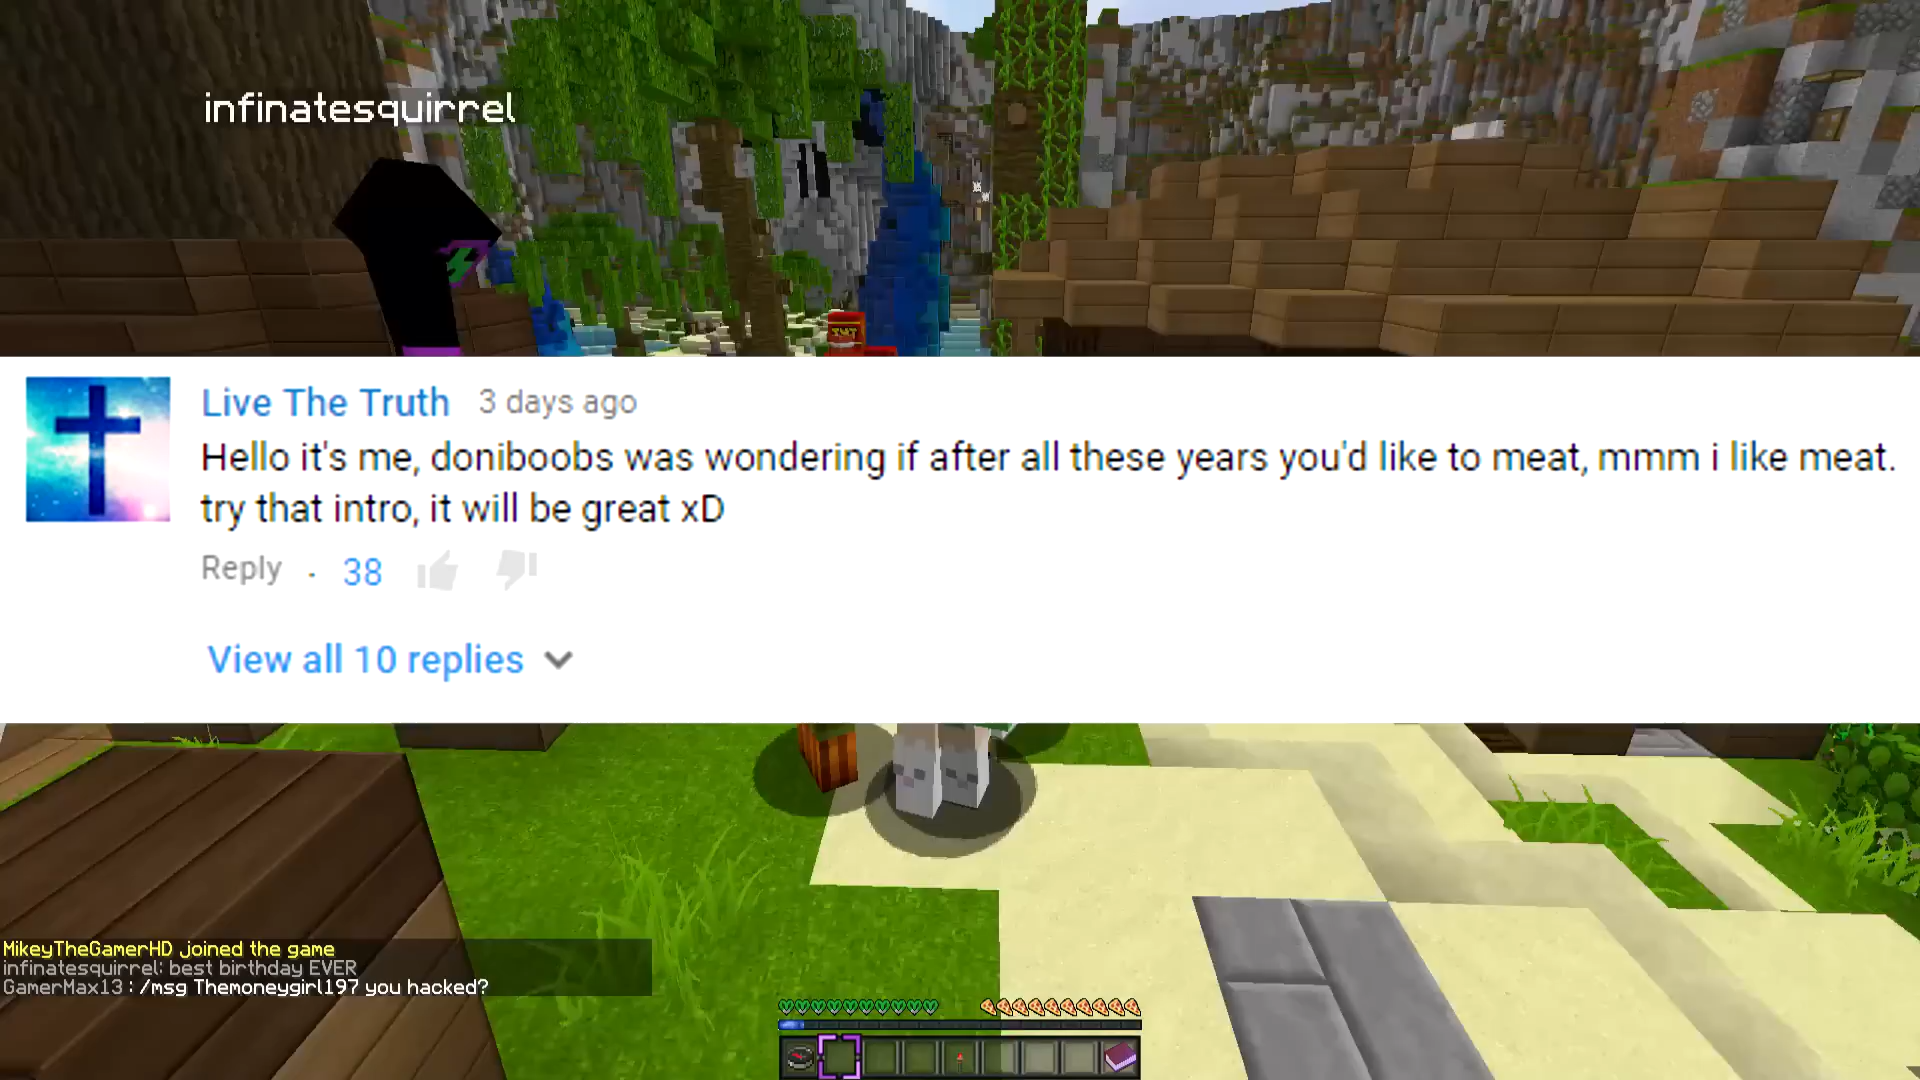 infinatesquirrel
Live The Truth 3 days ago
Hello it's me, doniboobs was wondering if after all these years you'd like to meat, mmm i like meat.
try that intro, it will be great xD
Reply · 38
View all 10 replies
MikeyTheGamerHD joined the game
infinatesquirrel: best birthday EVER
GamerMax13 : /msg Themoneygirl197 you hacked?